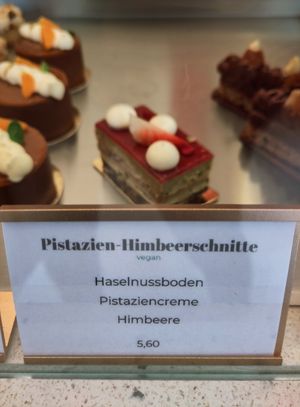 Pistazien-Himbeerschnitte
vegan
Haselnussboden
Pistaziencreme
Himbeere
5,60